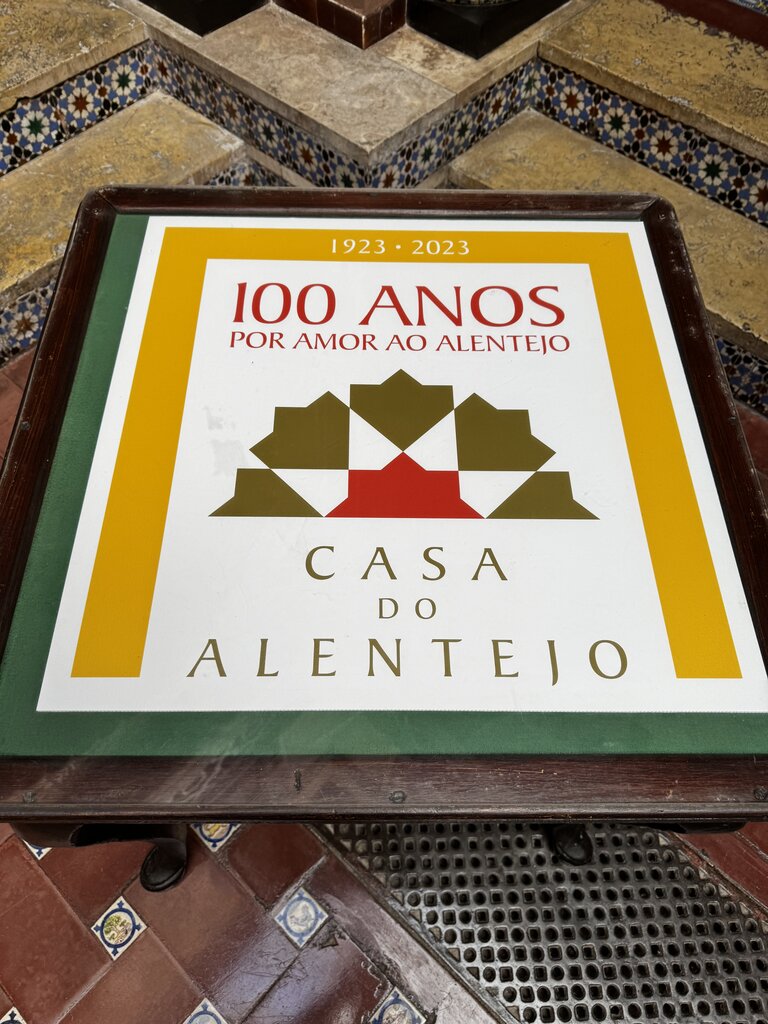 1923 · 2023
100 ANOS
POR AMOR AO ALENTEJO
CASA
DO
ALENTEJO